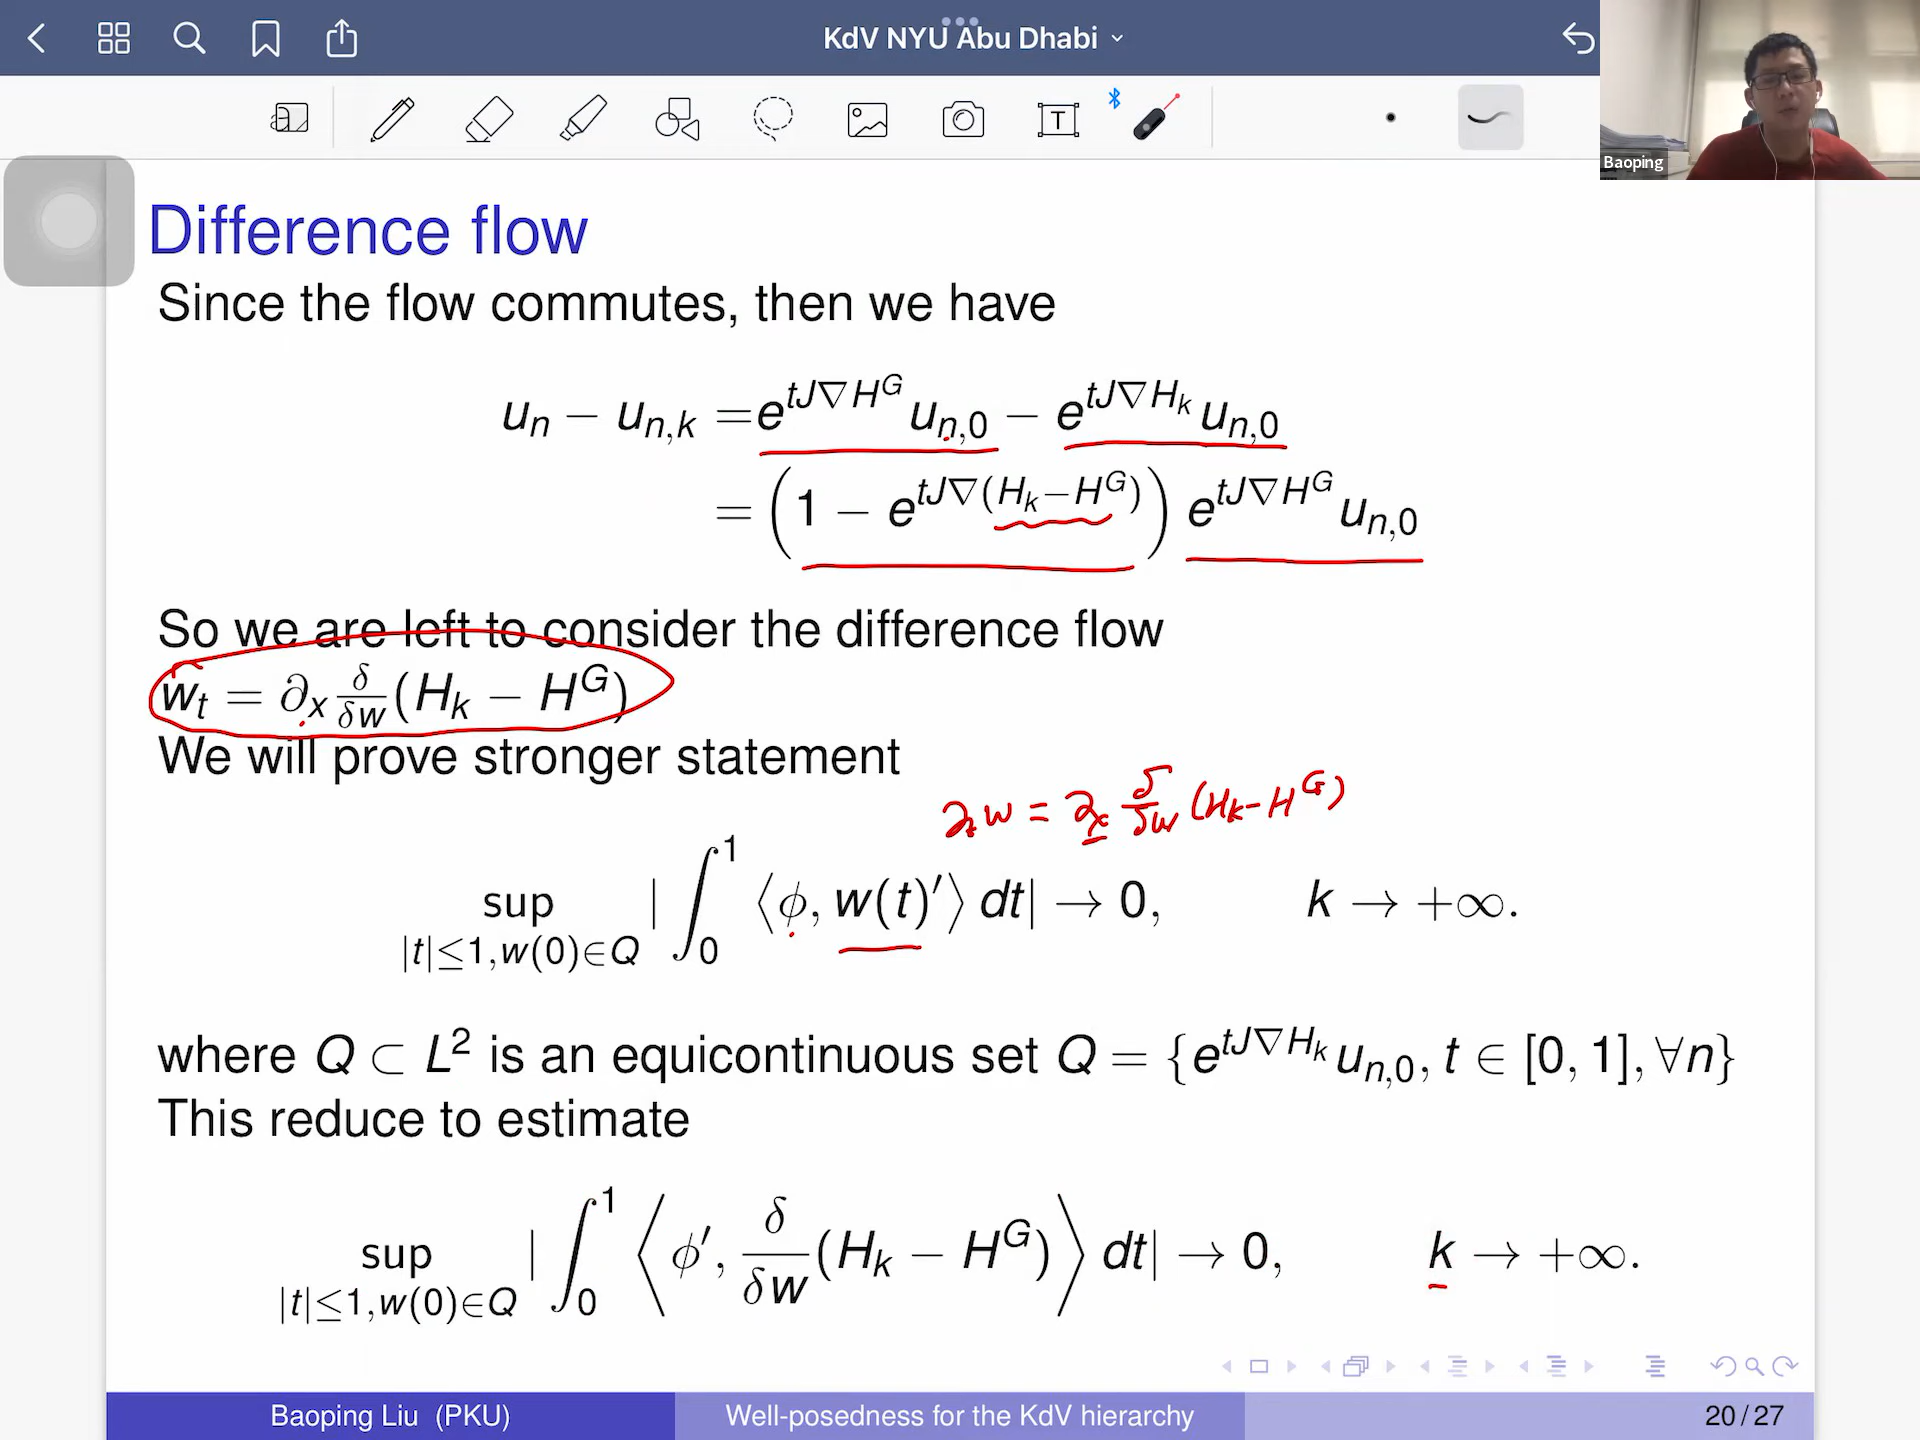 KdV NYU Abu Dhabi
Baoping
Difference flow
Since the flow commutes, then we have
uₙ − uₙ,ₖ = e^{tJ∇H^G} u_{n,0} − e^{tJ∇H_k} u_{n,0}
= (1 − e^{tJ∇(H_k−H^G)}) e^{tJ∇H^G} u_{n,0}
So we are left to consider the difference flow
w_t = ∂_x δ/δw (H_k − H^G)
We will prove stronger statement
∂_t w = ∂_x δ/δw (H_k − H^G)
sup_{|t|≤1,w(0)∈Q} | ∫_0^1 ⟨ϕ, w(t)′⟩ dt| → 0, k → +∞.
where Q ⊂ L² is an equicontinuous set Q = {e^{tJ∇H_k} u_{n,0}, t ∈ [0, 1], ∀n}
This reduce to estimate
sup_{|t|≤1,w(0)∈Q} | ∫_0^1 ⟨ϕ′, δ/δw (H_k − H^G)⟩ dt| → 0, k → +∞.
Baoping Liu (PKU) Well-posedness for the KdV hierarchy 20 / 27